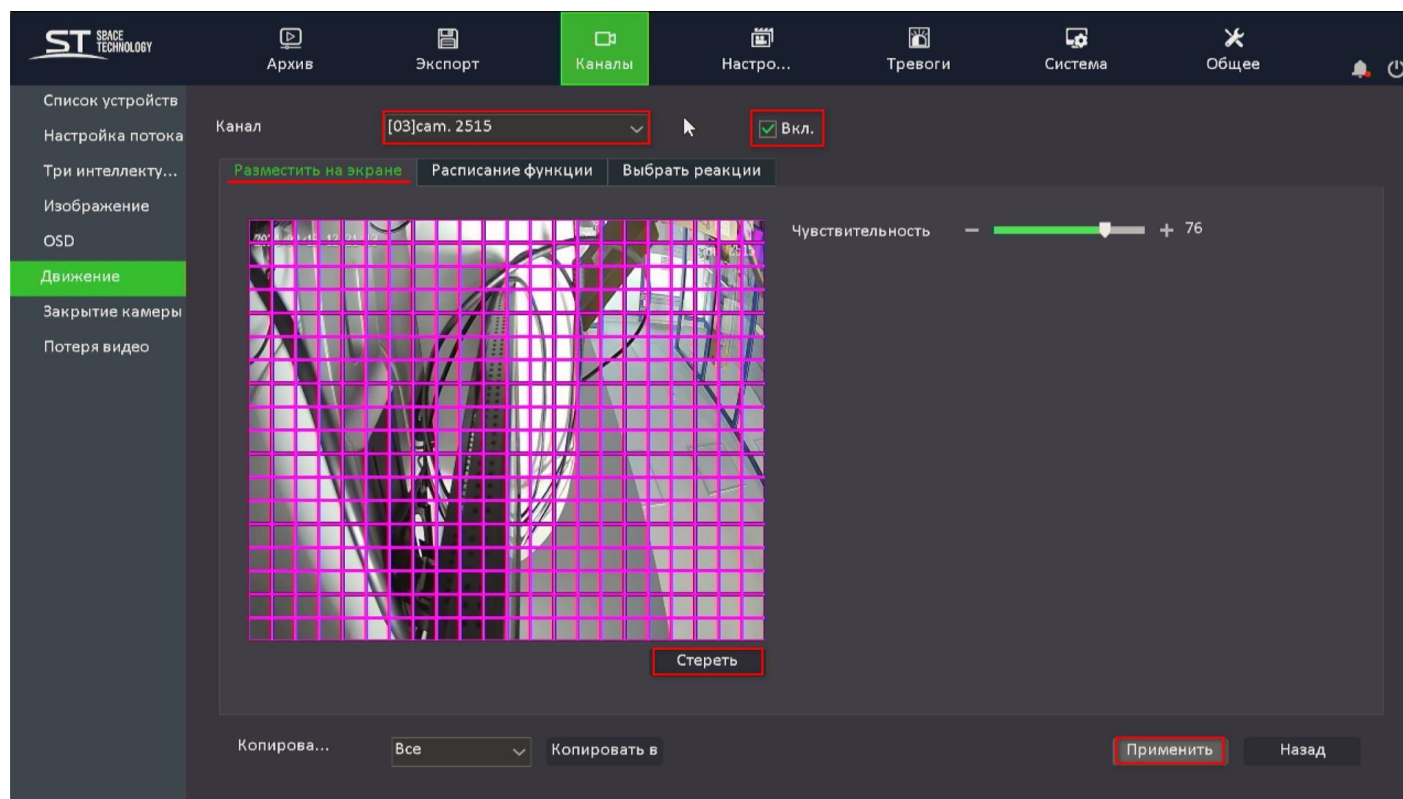 ST SPACE TECHNOLOGY
Архив
Экспорт
Каналы
Настро...
Тревоги
Система
Общее
Список устройств
Настройка потока
Три интеллекту...
Изображение
OSD
Движение
Закрытие камеры
Потеря видео
Канал
[03]cam. 2515
Вкл.
Разместить на экране
Расписание функции
Выбрать реакции
Чувствительность
76
Стереть
Копирова...
Все
Копировать в
Применить
Назад